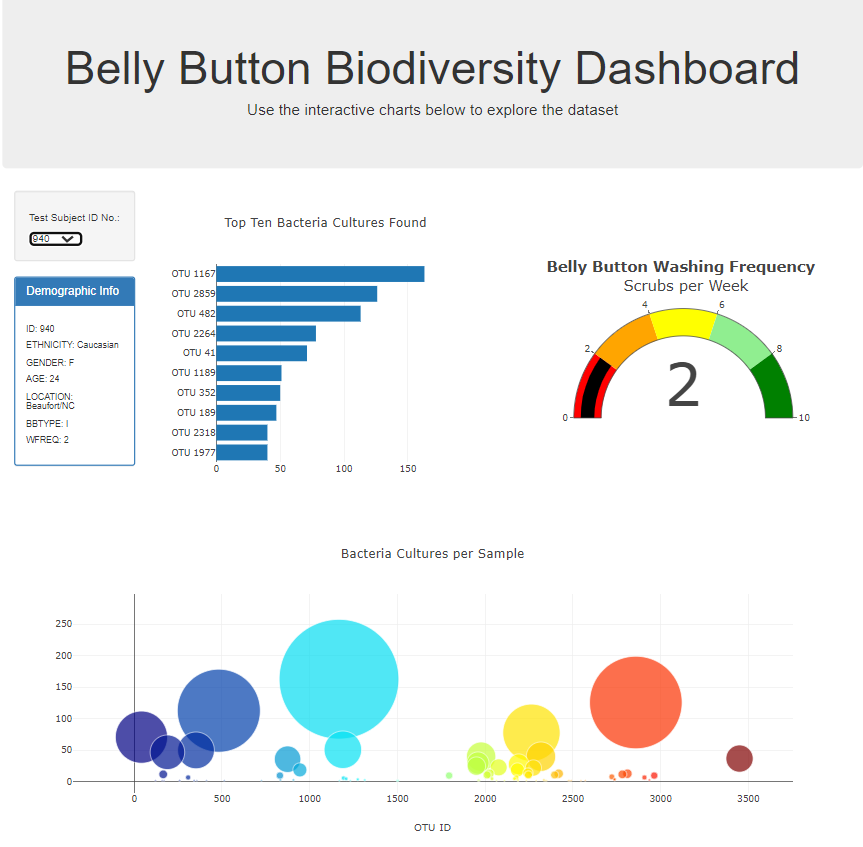 Belly Button Biodiversity Dashboard
Use the interactive charts below to explore the dataset
Test Subject ID No.:
940
Demographic Info
ID: 940
ETHNICITY: Caucasian
GENDER: F
AGE: 24
LOCATION:
Beaufort/NC
BBTYPE: I
WFREQ: 2
Top Ten Bacteria Cultures Found
OTU 1167
OTU 2859
OTU 482
OTU 2264
OTU 41
OTU 1189
OTU 352
OTU 189
OTU 2318
OTU 1977
0 50 100 150
Belly Button Washing Frequency
Scrubs per Week
4 6
2 8
2
0 10
Bacteria Cultures per Sample
250
200
150
100
50
0
0 500 1000 1500 2000 2500 3000 3500
OTU ID